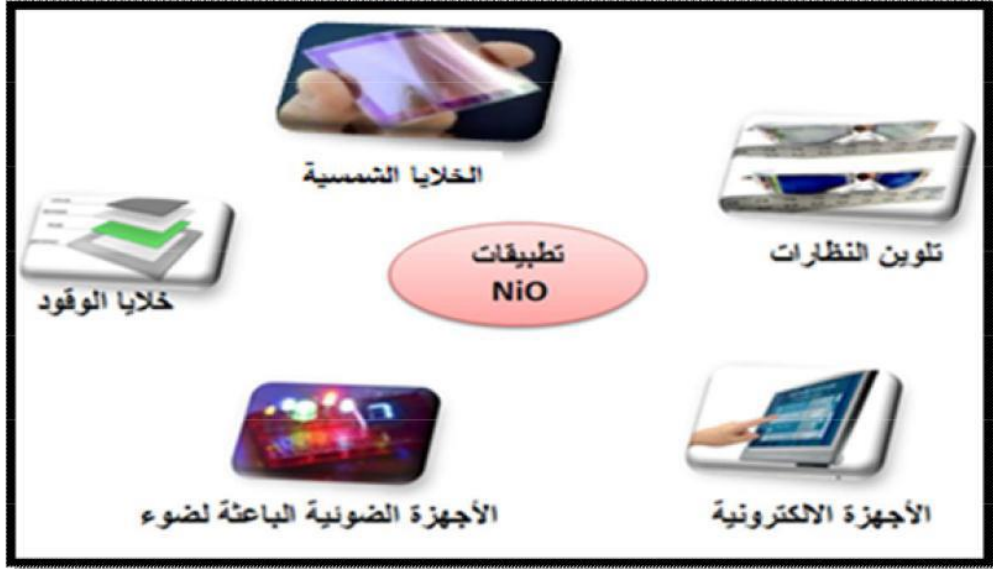 الخلايا الشمسية
تلوين النظارات
تطبيقات
NiO
خلايا الوقود
الأجهزة الالكترونية
الأجهزة الضوئية الباعثة لضوء